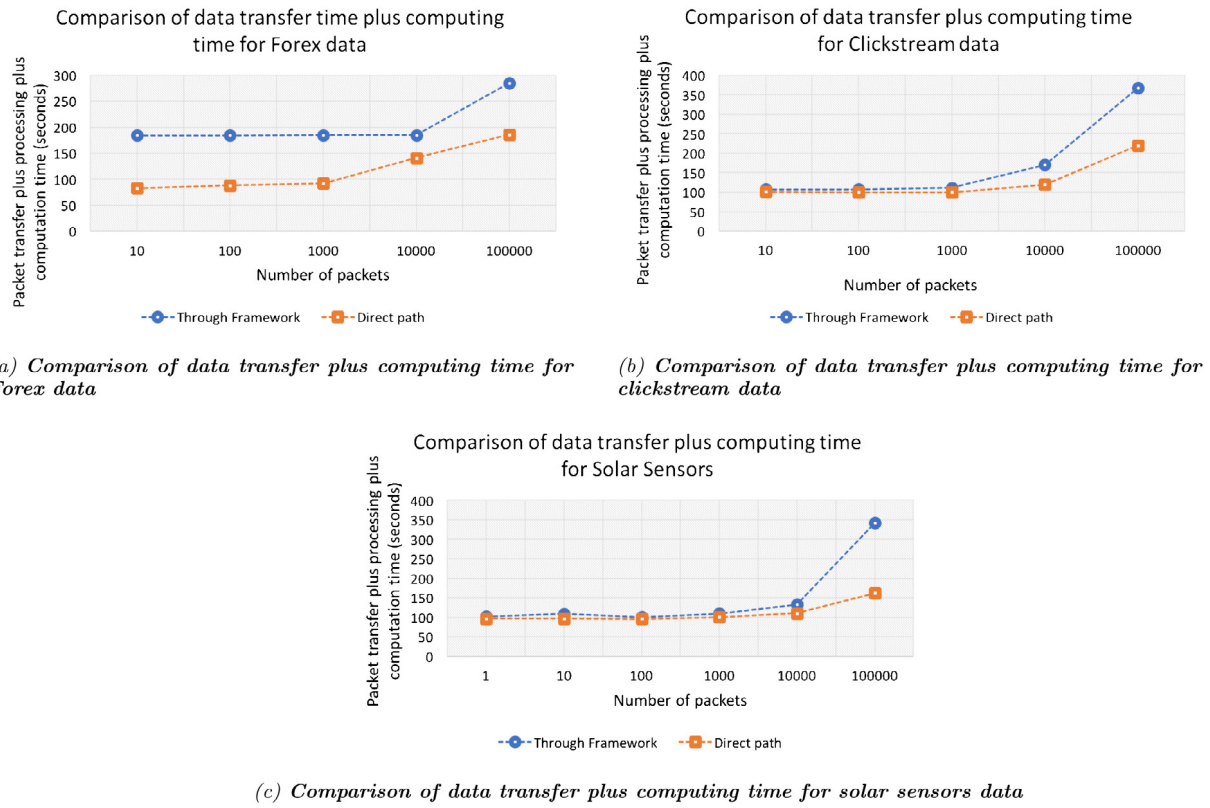 Comparison of data transfer time plus computing
time for Forex data
Packet transfer plus processing plus
computation time (seconds)
300
250
200
150
100
50
0
10 100 1000 10000 100000
Number of packets
Through Framework Direct path
a) Comparison of data transfer plus computing time for
Forex data
Comparison of data transfer plus computing time
for Clickstream data
Packet transfer plus processing plus
computation time (seconds)
400
350
300
250
200
150
100
50
0
10 100 1000 10000 100000
Number of packets
Through Framework Direct path
(b) Comparison of data transfer plus computing time for
clickstream data
Comparison of data transfer plus computing time
for Solar Sensors
Packet transfer plus processing plus
computation time (seconds)
400
350
300
250
200
150
100
50
0
1 10 100 1000 10000 100000
Number of packets
Through Framework Direct path
(c) Comparison of data transfer plus computing time for solar sensors data